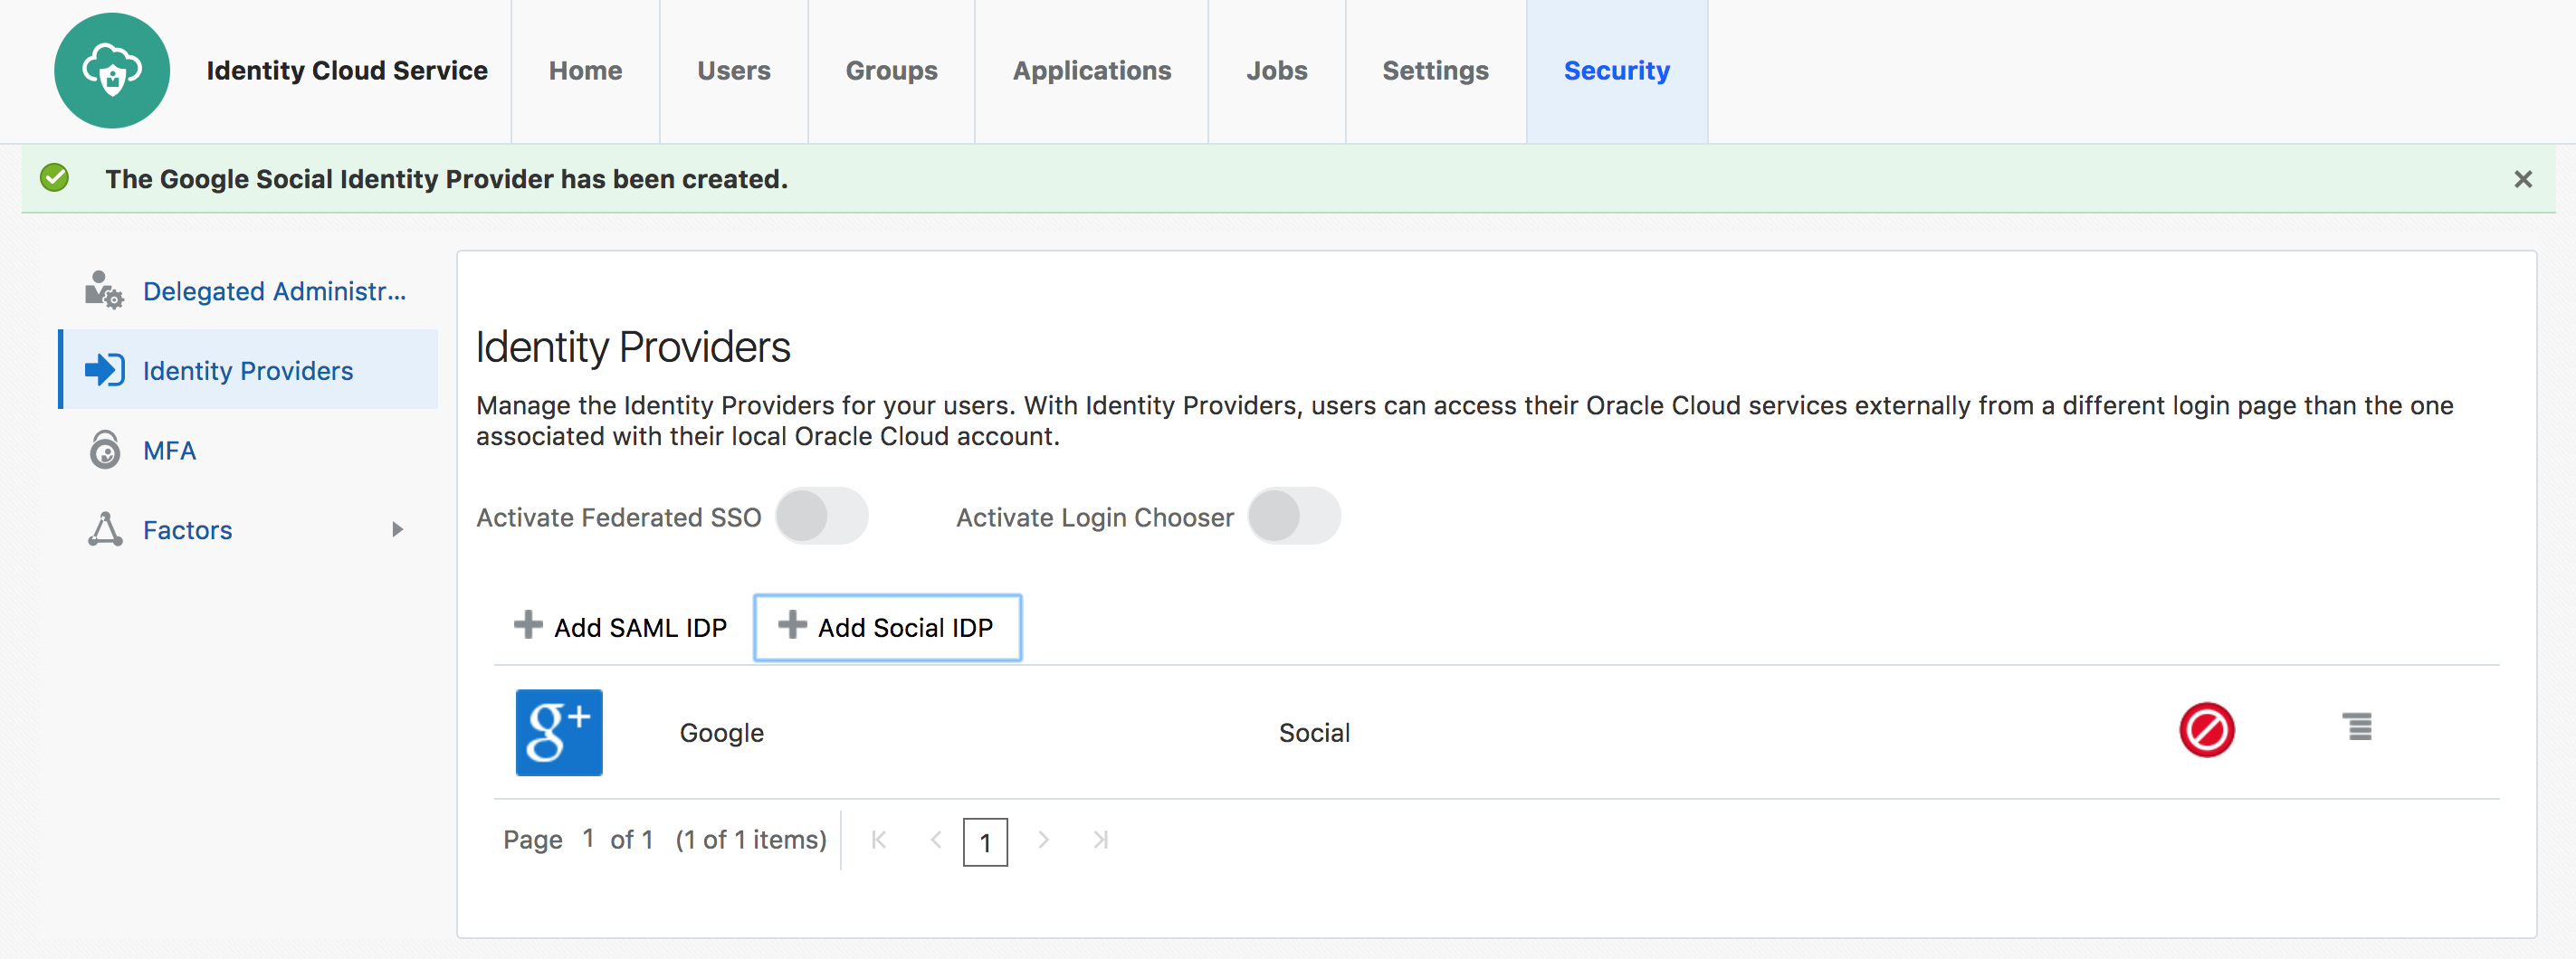 Identity Cloud Service
Home
Users
Groups
Applications
Jobs
Settings
Security
The Google Social Identity Provider has been created.
Delegated Administr...
Identity Providers
MFA
Factors
Identity Providers
Manage the Identity Providers for your users. With Identity Providers, users can access their Oracle Cloud services externally from a different login page than the one
associated with their local Oracle Cloud account.
Activate Federated SSO
Activate Login Chooser
Add SAML IDP
Add Social IDP
g+
Google
Social
Page 1 of 1 (1 of 1 items)
1